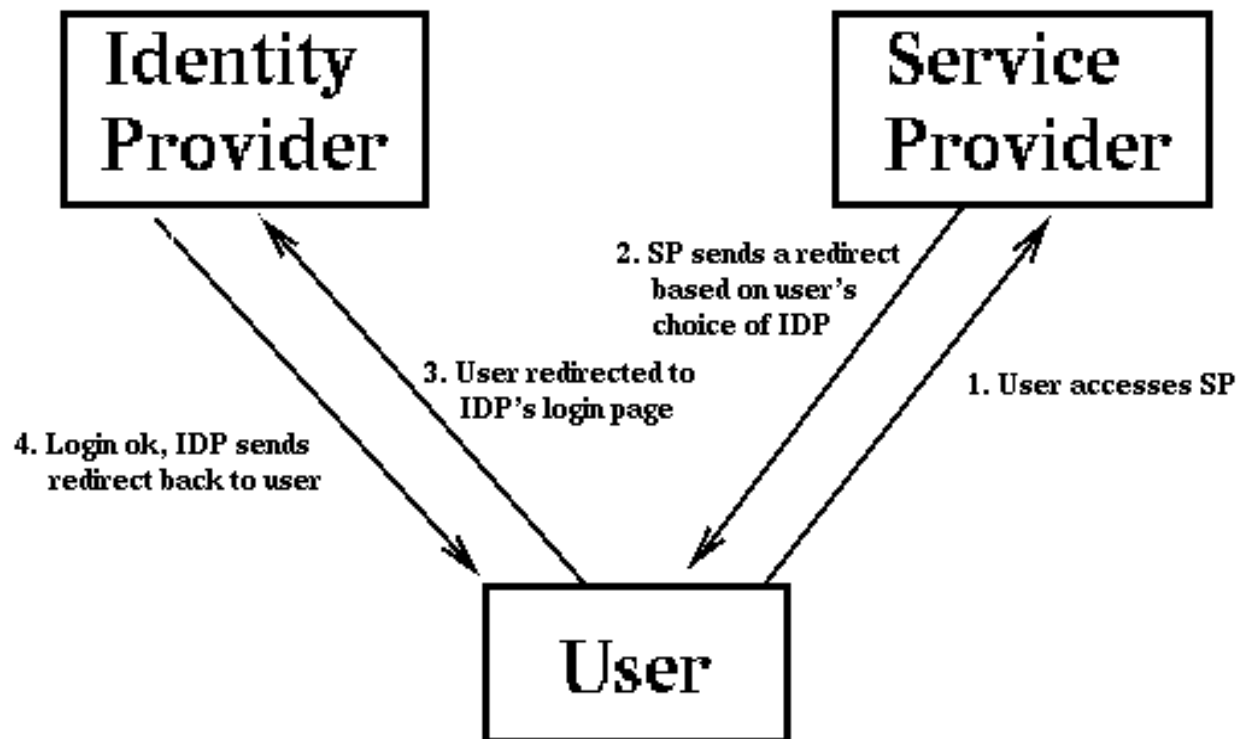 Identity
Provider
Service
Provider
2. SP sends a redirect
based on user's
choice of IDP
3. User redirected to
IDP's login page
1. User accesses SP
4. Login ok, IDP sends
redirect back to user
User